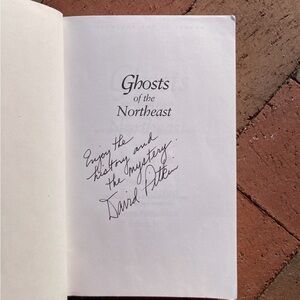 Ghosts
of the
Northeast
Enjoy the
history and
the mystery.
David Pitkin